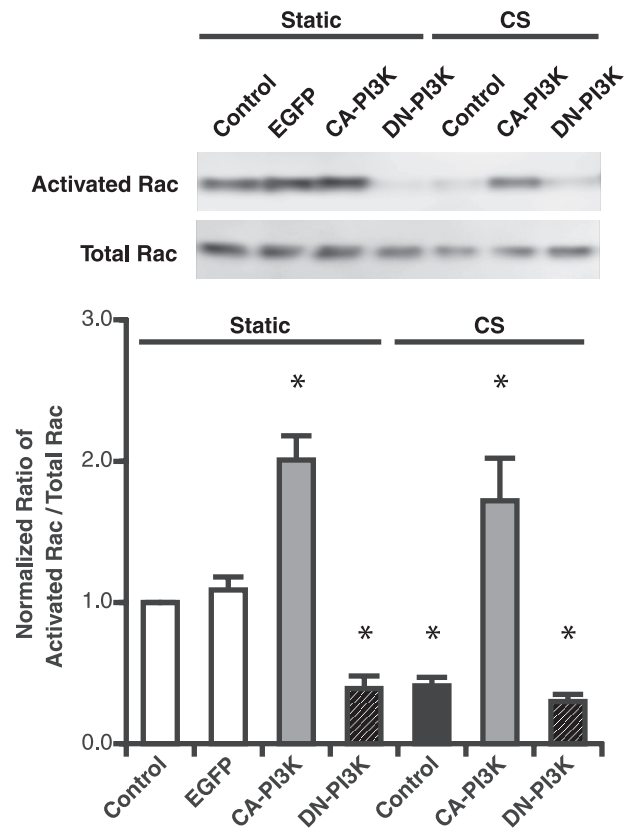 Static CS
Control EGFP CA-PI3K DN-PI3K Control CA-PI3K DN-PI3K
Activated Rac
Total Rac
3.0
Static CS
* *
2.0
Normalized Ratio of
Activated Rac / Total Rac
1.0
* * *
0.0
Control EGFP CA-PI3K DN-PI3K Control CA-PI3K DN-PI3K